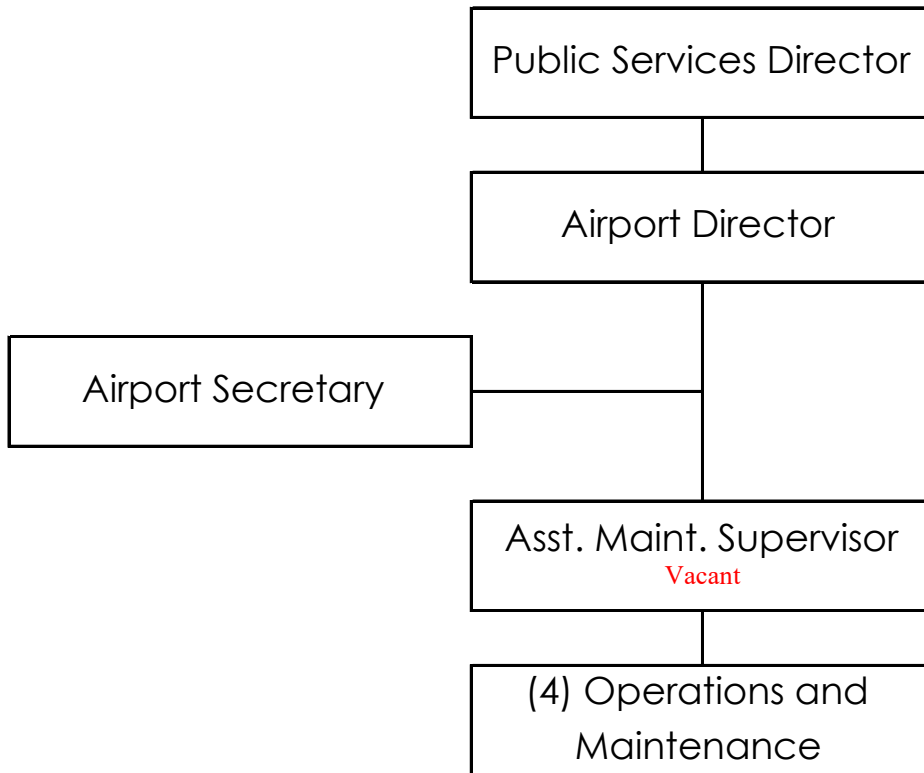 Public Services Director
Airport Director
Airport Secretary
Asst. Maint. Supervisor
Vacant
(4) Operations and
Maintenance